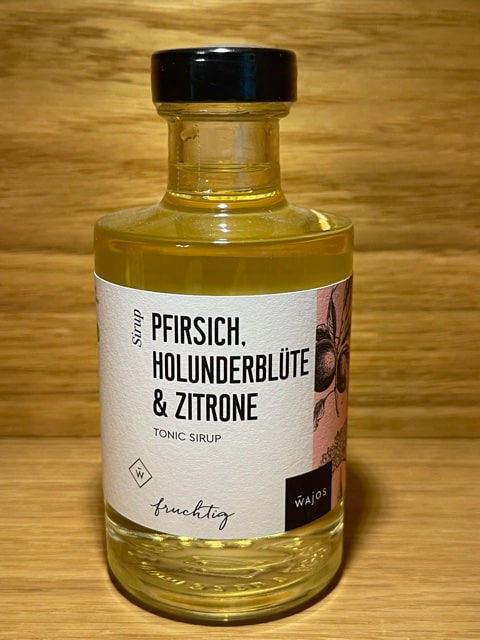 Sirup
PFIRSICH,
HOLUNDERBLÜTE
& ZITRONE
TONIC SIRUP
W
fruchtig
WAJOS